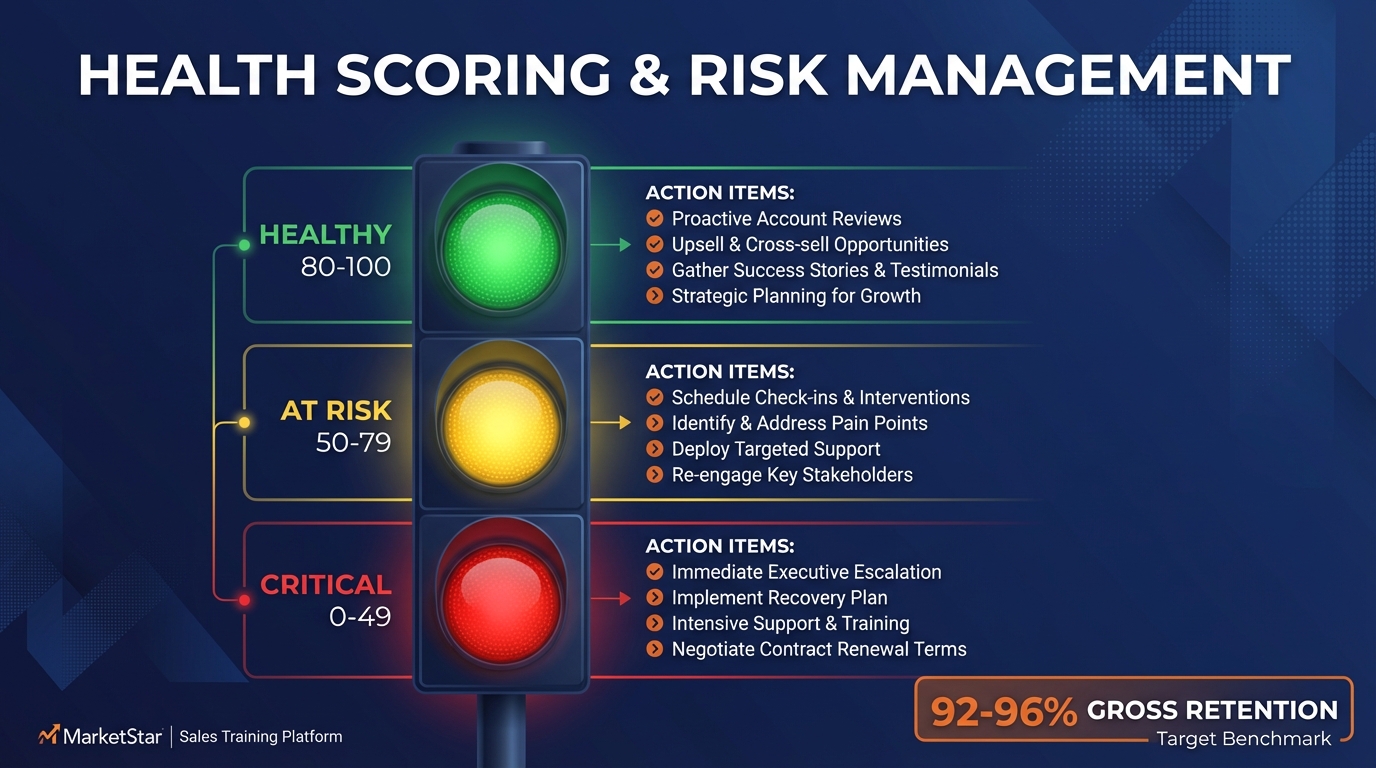 HEALTH SCORING & RISK MANAGEMENT
HEALTHY
80-100
ACTION ITEMS:
Proactive Account Reviews
Upsell & Cross-sell Opportunities
Gather Success Stories & Testimonials
Strategic Planning for Growth
AT RISK
50-79
ACTION ITEMS:
Schedule Check-ins & Interventions
Identify & Address Pain Points
Deploy Targeted Support
Re-engage Key Stakeholders
CRITICAL
0-49
ACTION ITEMS:
Immediate Executive Escalation
Implement Recovery Plan
Intensive Support & Training
Negotiate Contract Renewal Terms
92-96% GROSS RETENTION
Target Benchmark
MarketStar | Sales Training Platform